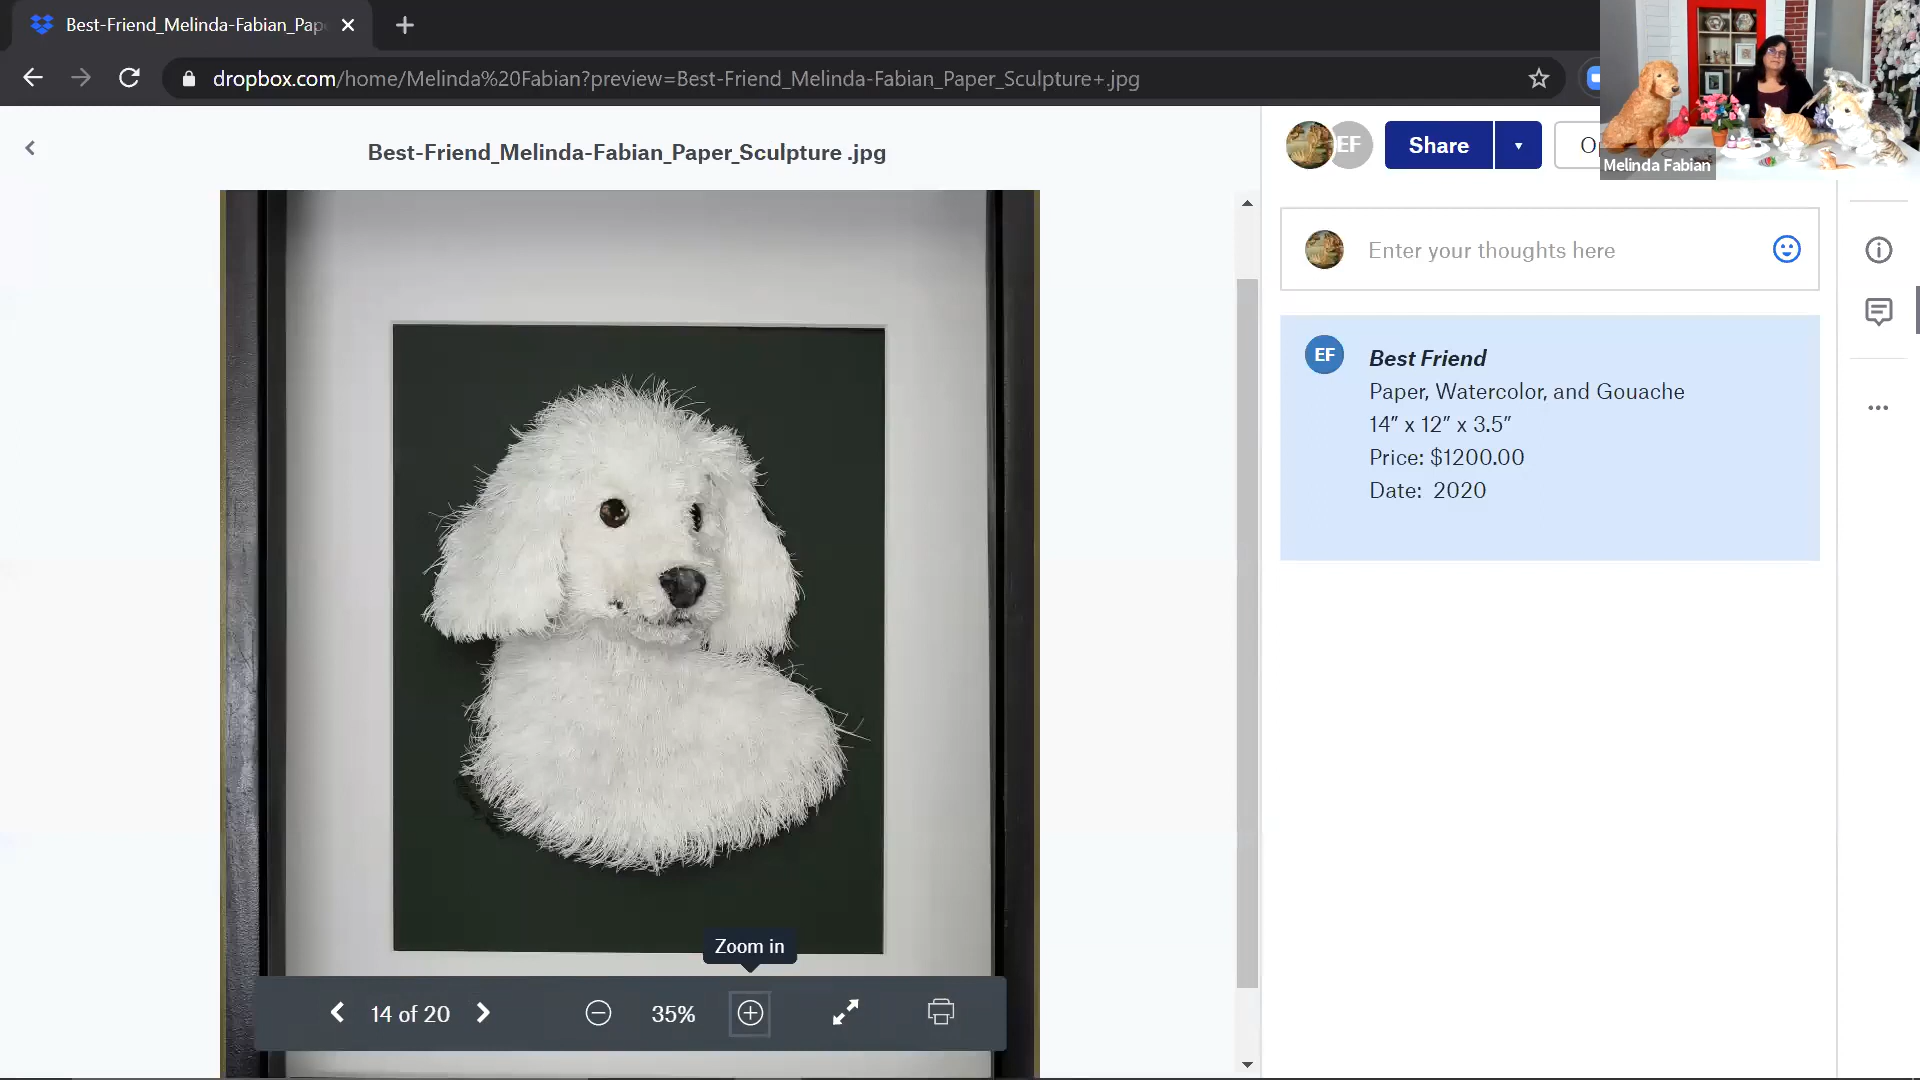 Best-Friend_Melinda-Fabian_Pap
dropbox.com/home/Melinda%20Fabian?preview=Best-Friend_Melinda-Fabian_Paper_Sculpture+.jpg
Best-Friend_Melinda-Fabian_Paper_Sculpture .jpg
EF
Share
Melinda Fabian
Enter your thoughts here
EF
Best Friend
Paper, Watercolor, and Gouache
14” x 12” x 3.5”
Price: $1200.00
Date:  2020
Zoom in
14 of 20
35%